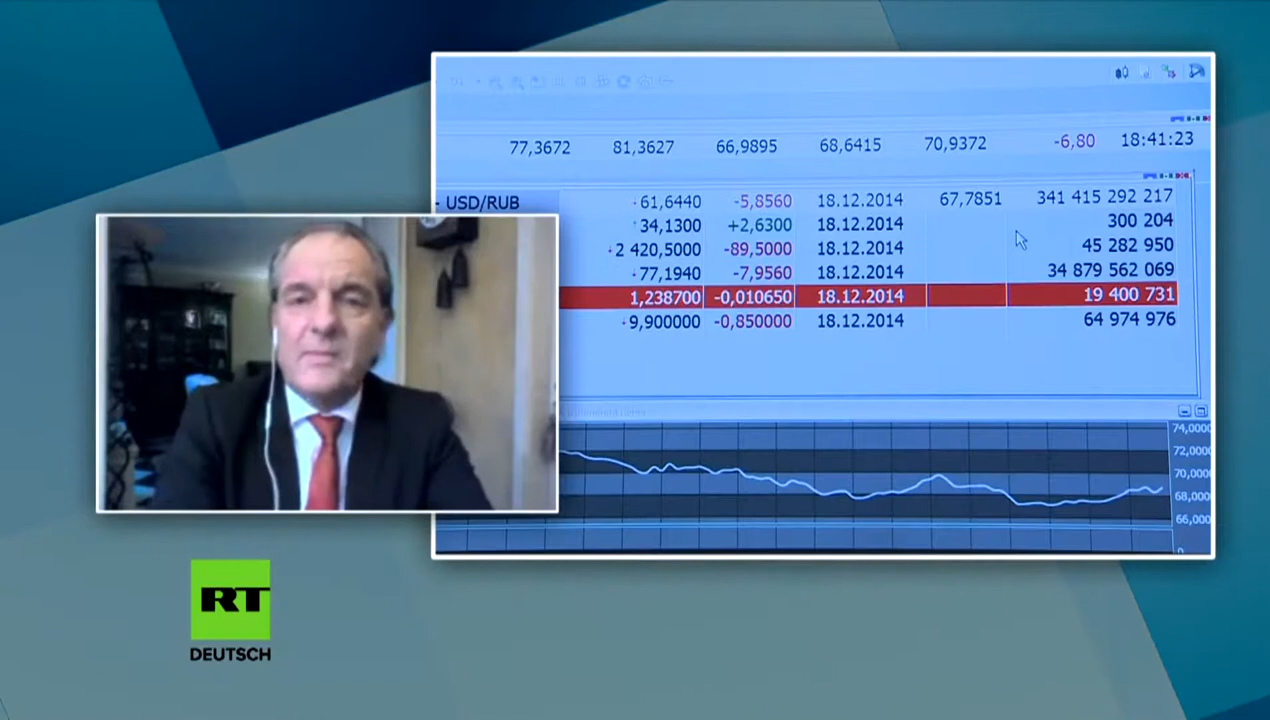 77,3672 81,3627 66,9895 68,6415 70,9372 -6,80 18:41:23
USD/RUB 61,6440 -5,8560 18.12.2014 67,7851 341 415 292 217
34,1300 +2,6300 18.12.2014 300 204
2 420,5000 -89,5000 18.12.2014 45 282 950
77,1940 -7,9560 18.12.2014 34 879 562 069
1,238700 -0,010650 18.12.2014 19 400 731
9,900000 -0,850000 18.12.2014 64 974 976
74,0000
72,0000
70,0000
68,0000
66,0000
0
RT
DEUTSCH